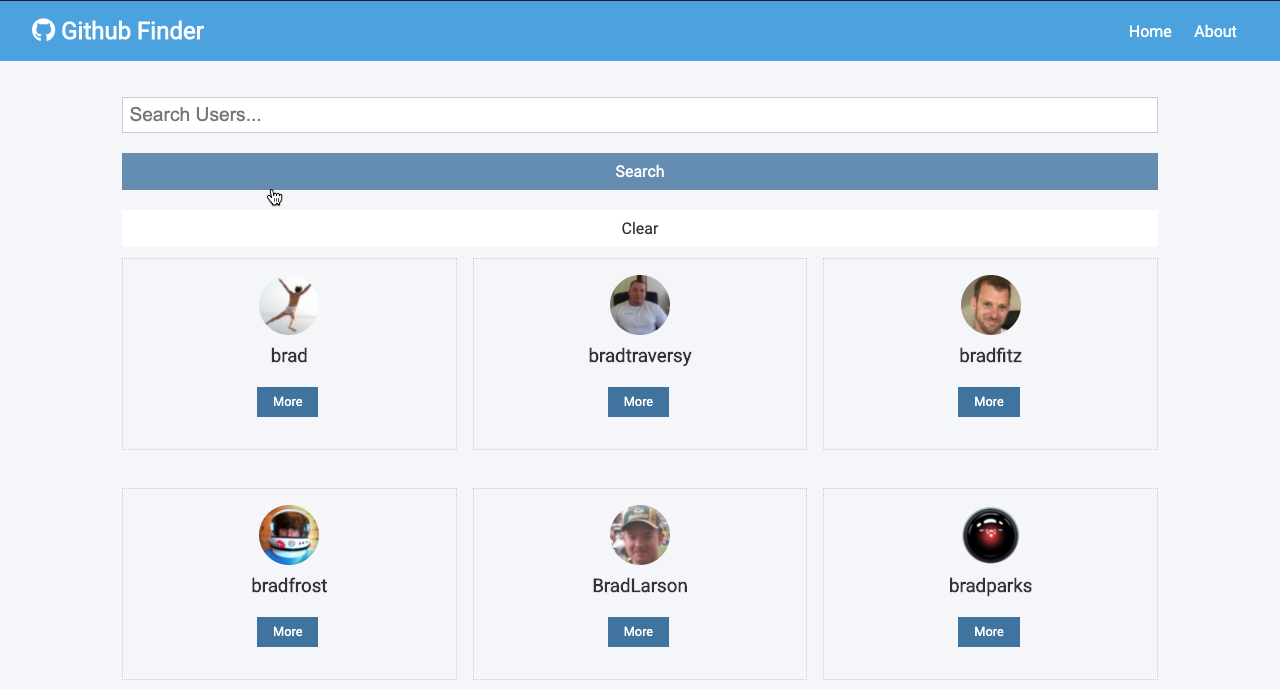 Github Finder
Home About
Search Users...
Search
Clear
brad bradtraversy bradfitz
More More More
bradfrost BradLarson bradparks
More More More